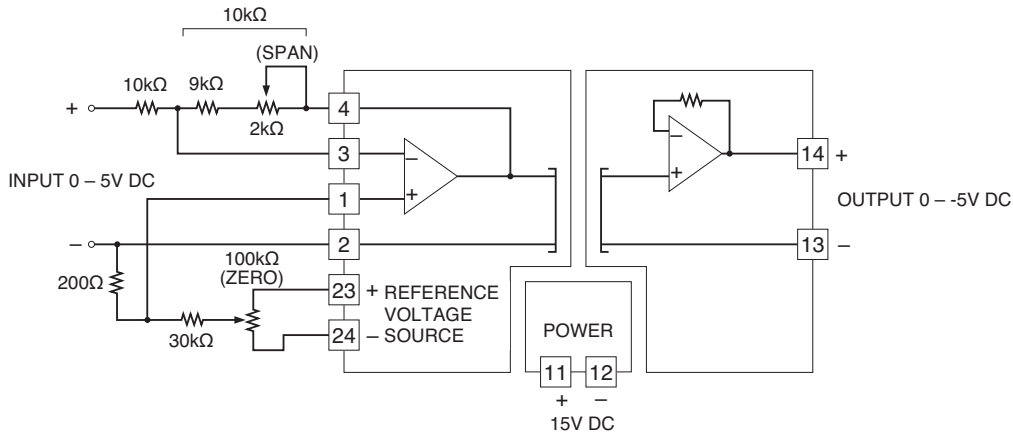 10kΩ
(SPAN)
10kΩ
9kΩ
2kΩ
+
4
3
1
2
–
+
INPUT 0 – 5V DC
–
200Ω
100kΩ
(ZERO)
30kΩ
23
24
+ REFERENCE
VOLTAGE
– SOURCE
–
+
14 +
OUTPUT 0 – -5V DC
13 –
POWER
11 12
+ –
15V DC